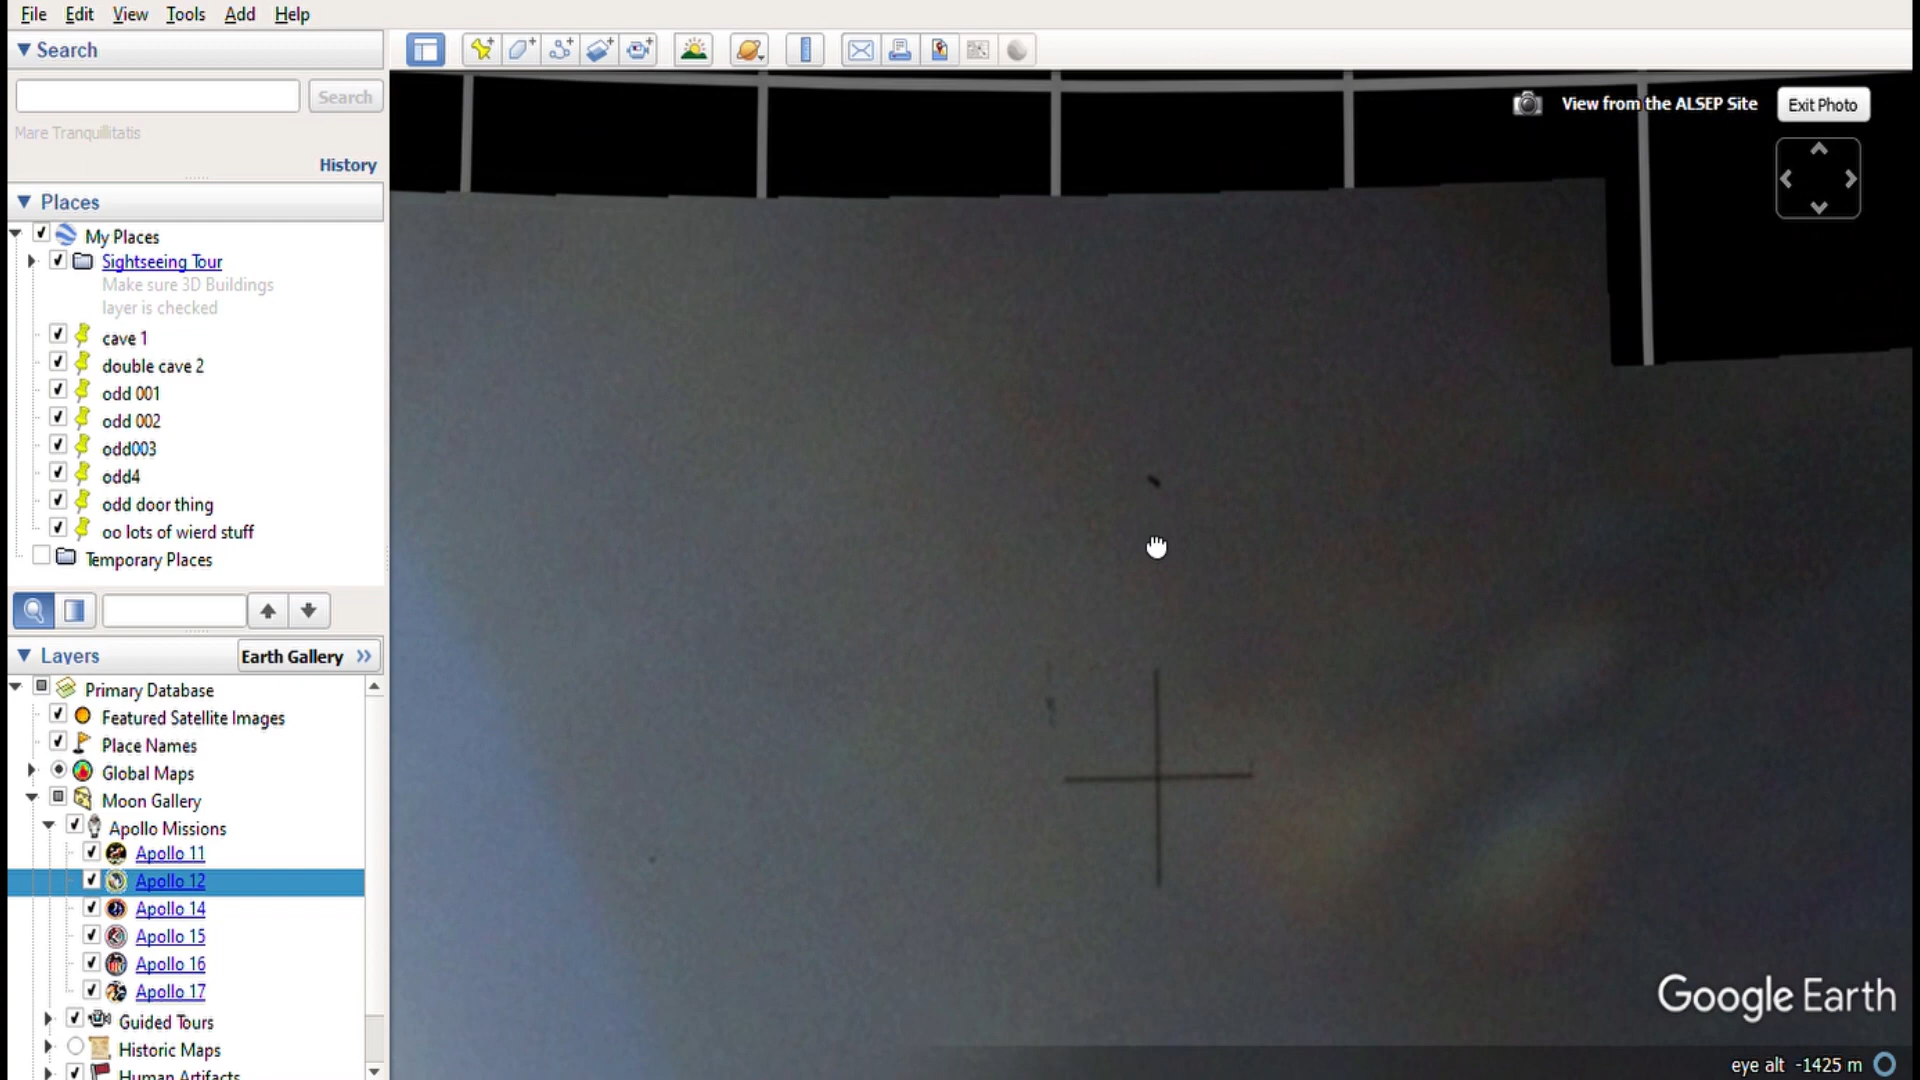 File Edit View Tools Add Help
Search
Search
Mare Tranquillitatis
History
Places
My Places
Sightseeing Tour
Make sure 3D Buildings
layer is checked
cave 1
double cave 2
odd 001
odd 002
odd003
odd4
odd door thing
oo lots of wierd stuff
Temporary Places
Layers
Earth Gallery
Primary Database
Featured Satellite Images
Place Names
Global Maps
Moon Gallery
Apollo Missions
Apollo 11
Apollo 12
Apollo 14
Apollo 15
Apollo 16
Apollo 17
Guided Tours
Historic Maps
Human Artifacts
View from the ALSEP Site
Exit Photo
Google Earth
eye alt -1425 m